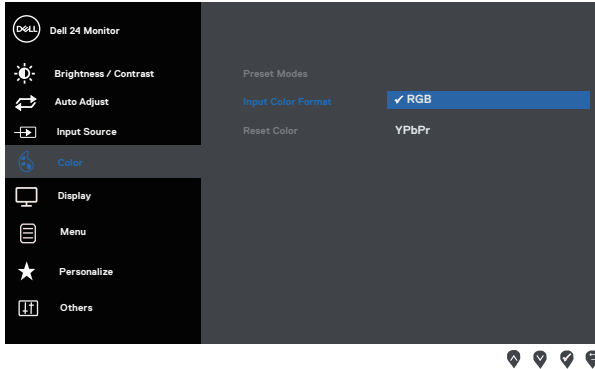 DELL Dell 24 Monitor
Brightness / Contrast
Auto Adjust
Input Source
Color
Display
Menu
Personalize
Others
Preset Modes
Input Color Format ✓ RGB
Reset Color YPbPr